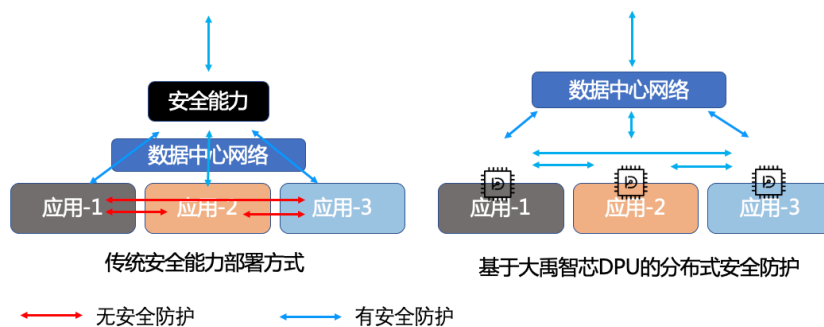 安全能力
数据中心网络
应用-1
应用-2
应用-3
传统安全能力部署方式
数据中心网络
应用-1
应用-2
应用-3
基于大禹智芯DPU的分布式安全防护
无安全防护
有安全防护